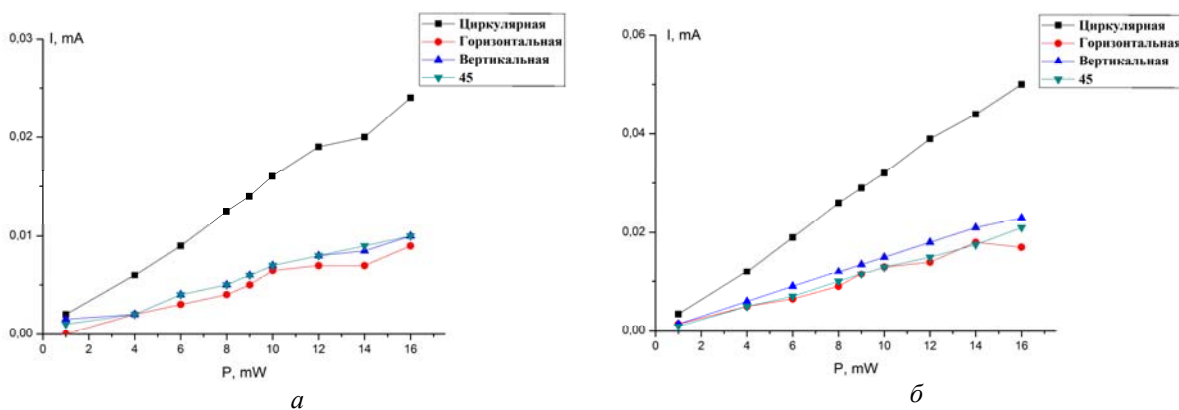 I, mA
0,03
0,02
0,01
0,00
0 2 4 6 8 10 12 14 16
P, mW
Циркулярная
Горизонтальная
Вертикальная
45
а
I, mA
0,06
0,04
0,02
0,00
0 2 4 6 8 10 12 14 16
P, mW
Циркулярная
Горизонтальная
Вертикальная
45
б